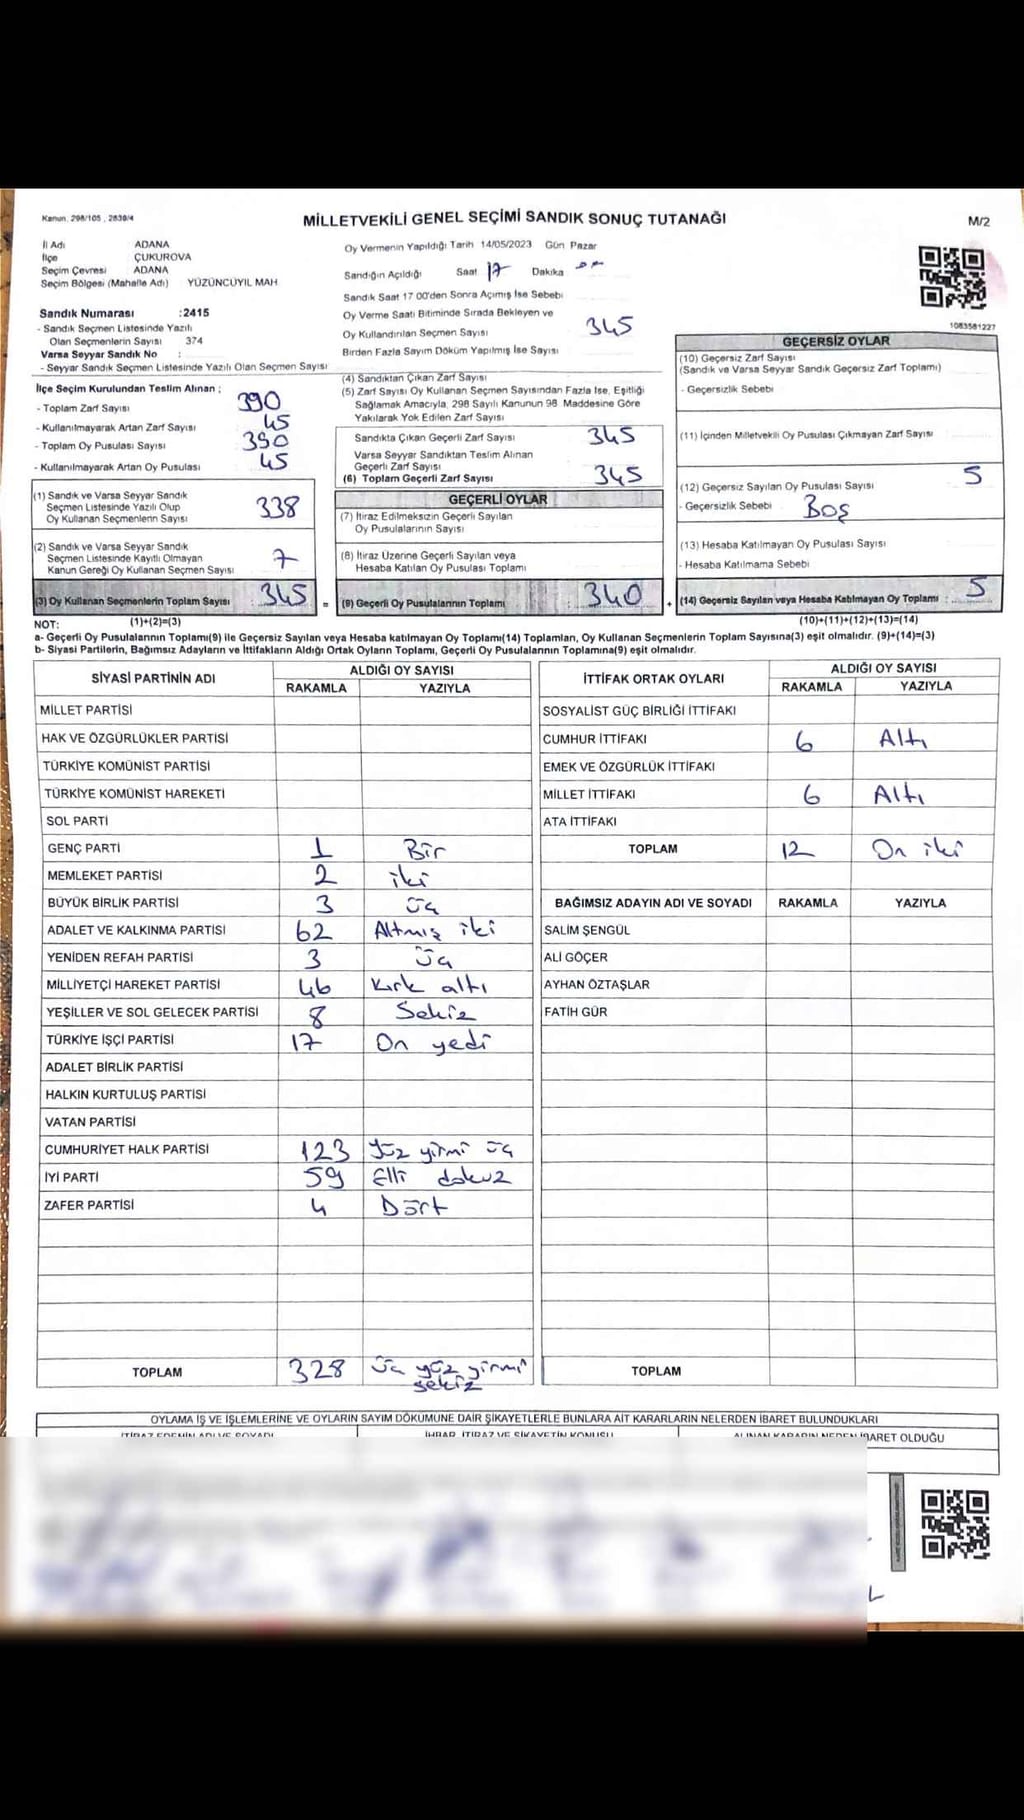 Kanun, 298/105 , 2839/4
MİLLETVEKİLİ GENEL SEÇİMİ SANDIK SONUÇ TUTANAĞI
M/2
İl Adı ADANA
İlçe ÇUKUROVA
Seçim Çevresi ADANA
Seçim Bölgesi (Mahalle Adı) YÜZÜNCÜYIL MAH
Sandık Numarası :2415
- Sandık Seçmen Listesinde Yazılı
Olan Seçmenlerin Sayısı 374
Varsa Seyyar Sandık No :
- Seyyar Sandık Seçmen Listesinde Yazılı Olan Seçmen Sayısı
Oy Vermenin Yapıldığı Tarih 14/05/2023 Gün Pazar
Sandığın Açıldığı Saat 17 Dakika
Sandık Saat 17 00'den Sonra Açımış İse Sebebi
Oy Verme Saati Bitiminde Sırada Bekleyen ve
Oy Kullandırılan Seçmen Sayısı 345
Birden Fazla Sayım Döküm Yapılmış İse Sayısı
1083581227
İlçe Seçim Kurulundan Teslim Alınan ;
- Toplam Zarf Sayısı 390
- Kullanılmayarak Artan Zarf Sayısı 45
- Toplam Oy Pusulası Sayısı 390
- Kullanılmayarak Artan Oy Pusulası 45
(4) Sandıktan Çıkan Zarf Sayısı
(5) Zarf Sayısı Oy Kullanan Seçmen Sayısından Fazla İse, Eşitliği
Sağlamak Amacıyla, 298 Sayılı Kanunun 98 Maddesine Göre
Yakılarak Yok Edilen Zarf Sayısı
Sandıkta Çıkan Geçerli Zarf Sayısı 345
Varsa Seyyar Sandıktan Teslim Alınan
Geçerli Zarf Sayısı
(6) Toplam Geçerli Zarf Sayısı 345
GEÇERSİZ OYLAR
(10) Geçersiz Zarf Sayısı
(Sandık ve Varsa Seyyar Sandık Geçersiz Zarf Toplamı)
- Geçersizlik Sebebi
(11) İçinden Milletvekili Oy Pusulası Çıkmayan Zarf Sayısı
(12) Geçersiz Sayılan Oy Pusulası Sayısı 5
- Geçersizlik Sebebi Boş
(13) Hesaba Katılmayan Oy Pusulası Sayısı
- Hesaba Katılmama Sebebi
(1) Sandık ve Varsa Seyyar Sandık
Seçmen Listesinde Yazılı Olup
Oy Kullanan Seçmenlerin Sayısı 338
(2) Sandık ve Varsa Seyyar Sandık
Seçmen Listesinde Kayıtlı Olmayan
Kanun Gereği Oy Kullanan Seçmen Sayısı 7
GEÇERLİ OYLAR
(7) İtiraz Edilmeksizin Geçerli Sayılan
Oy Pusulalarının Sayısı
(8) İtiraz Üzerine Geçerli Sayılan veya
Hesaba Katılan Oy Pusulası Toplamı
(3) Oy Kullanan Seçmenlerin Toplam Sayısı 345 = (9) Geçerli Oy Pusulalarının Toplamı 340 + (14) Geçersiz Sayılan veya Hesaba Katılmayan Oy Toplamı : 5
NOT: (1)+(2)=(3) (10)+(11)+(12)+(13)=(14)
a- Geçerli Oy Pusulalarının Toplamı(9) ile Geçersiz Sayılan veya Hesaba katılmayan Oy Toplamı(14) Toplamları, Oy Kullanan Seçmenlerin Toplam Sayısına(3) eşit olmalıdır. (9)+(14)=(3)
b- Siyasi Partilerin, Bağımsız Adayların ve İttifakların Aldığı Ortak Oyların Toplamı, Geçerli Oy Pusulalarının Toplamına(9) eşit olmalıdır.
SİYASİ PARTİNİN ADI ALDIĞI OY SAYISI
RAKAMLA YAZIYLA
MİLLET PARTİSİ
HAK VE ÖZGÜRLÜKLER PARTİSİ
TÜRKİYE KOMÜNİST PARTİSİ
TÜRKİYE KOMÜNİST HAREKETİ
SOL PARTİ
GENÇ PARTİ 1 Bir
MEMLEKET PARTİSİ 2 iki
BÜYÜK BİRLİK PARTİSİ 3 üç
ADALET VE KALKINMA PARTİSİ 62 Altmış iki
YENİDEN REFAH PARTİSİ 3 üç
MİLLİYETÇİ HAREKET PARTİSİ 46 Kırk altı
YEŞİLLER VE SOL GELECEK PARTİSİ 8 Sekiz
TÜRKİYE İŞÇİ PARTİSİ 17 On yedi
ADALET BİRLİK PARTİSİ
HALKIN KURTULUŞ PARTİSİ
VATAN PARTİSİ
CUMHURİYET HALK PARTİSİ 123 Yüz yirmi üç
İYİ PARTİ 59 Elli dokuz
ZAFER PARTİSİ 4 Dört
TOPLAM 328 üç yüz yirmi
sekiz
İTTİFAK ORTAK OYLARI ALDIĞI OY SAYISI
RAKAMLA YAZIYLA
SOSYALİST GÜÇ BİRLİĞİ İTTİFAKI
CUMHUR İTTİFAKI 6 Altı
EMEK VE ÖZGÜRLÜK İTTİFAKI
MİLLET İTTİFAKI 6 Altı
ATA İTTİFAKI
TOPLAM 12 On iki
BAĞIMSIZ ADAYIN ADI VE SOYADI RAKAMLA YAZIYLA
SALİM ŞENGÜL
ALİ GÖÇER
AYHAN ÖZTAŞLAR
FATİH GÜR
TOPLAM
OYLAMA İŞ VE İŞLEMLERİNE VE OYLARIN SAYIM DÖKÜMÜNE DAİR ŞİKAYETLERLE BUNLARA AİT KARARLARIN NELERDEN İBARET BULUNDUKLARI
İTİRAZ EDENİN ADI VE SOYADI İHBAR, İTİRAZ VE ŞİKAYETİN KONUSU ALINAN KARARIN NEDEN İBARET OLDUĞU